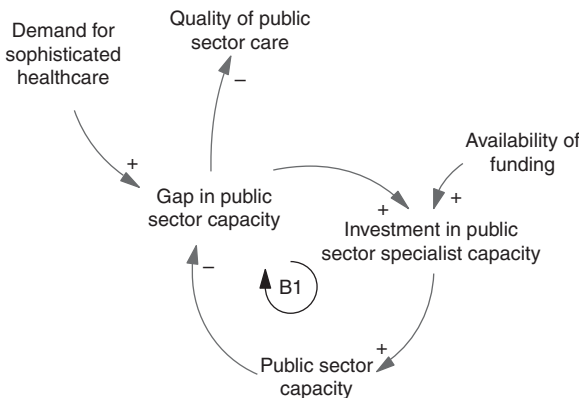 Demand for
sophisticated
healthcare
Quality of public
sector care
−
+
Gap in public
sector capacity
Availability of
funding
+
+
Investment in public
sector specialist capacity
−
B1
+
Public sector
capacity